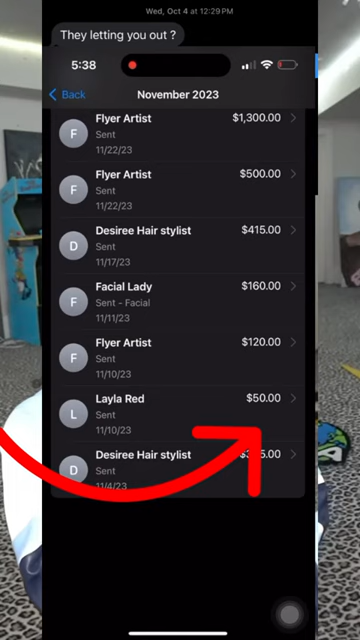 Wed, Oct 4 at 12:29 PM
They letting you out ?
5:38
Back
November 2023
Flyer Artist
$1,300.00
F
Sent
11/22/23
Flyer Artist
$500.00
F
Sent
11/22/23
Desiree Hair stylist
$415.00
D
Sent
11/17/23
Facial Lady
$160.00
F
Sent - Facial
11/11/23
Flyer Artist
$120.00
F
Sent
11/10/23
Layla Red
$50.00
L
Sent
11/10/23
Desiree Hair stylist
D
Sent
11/4/23